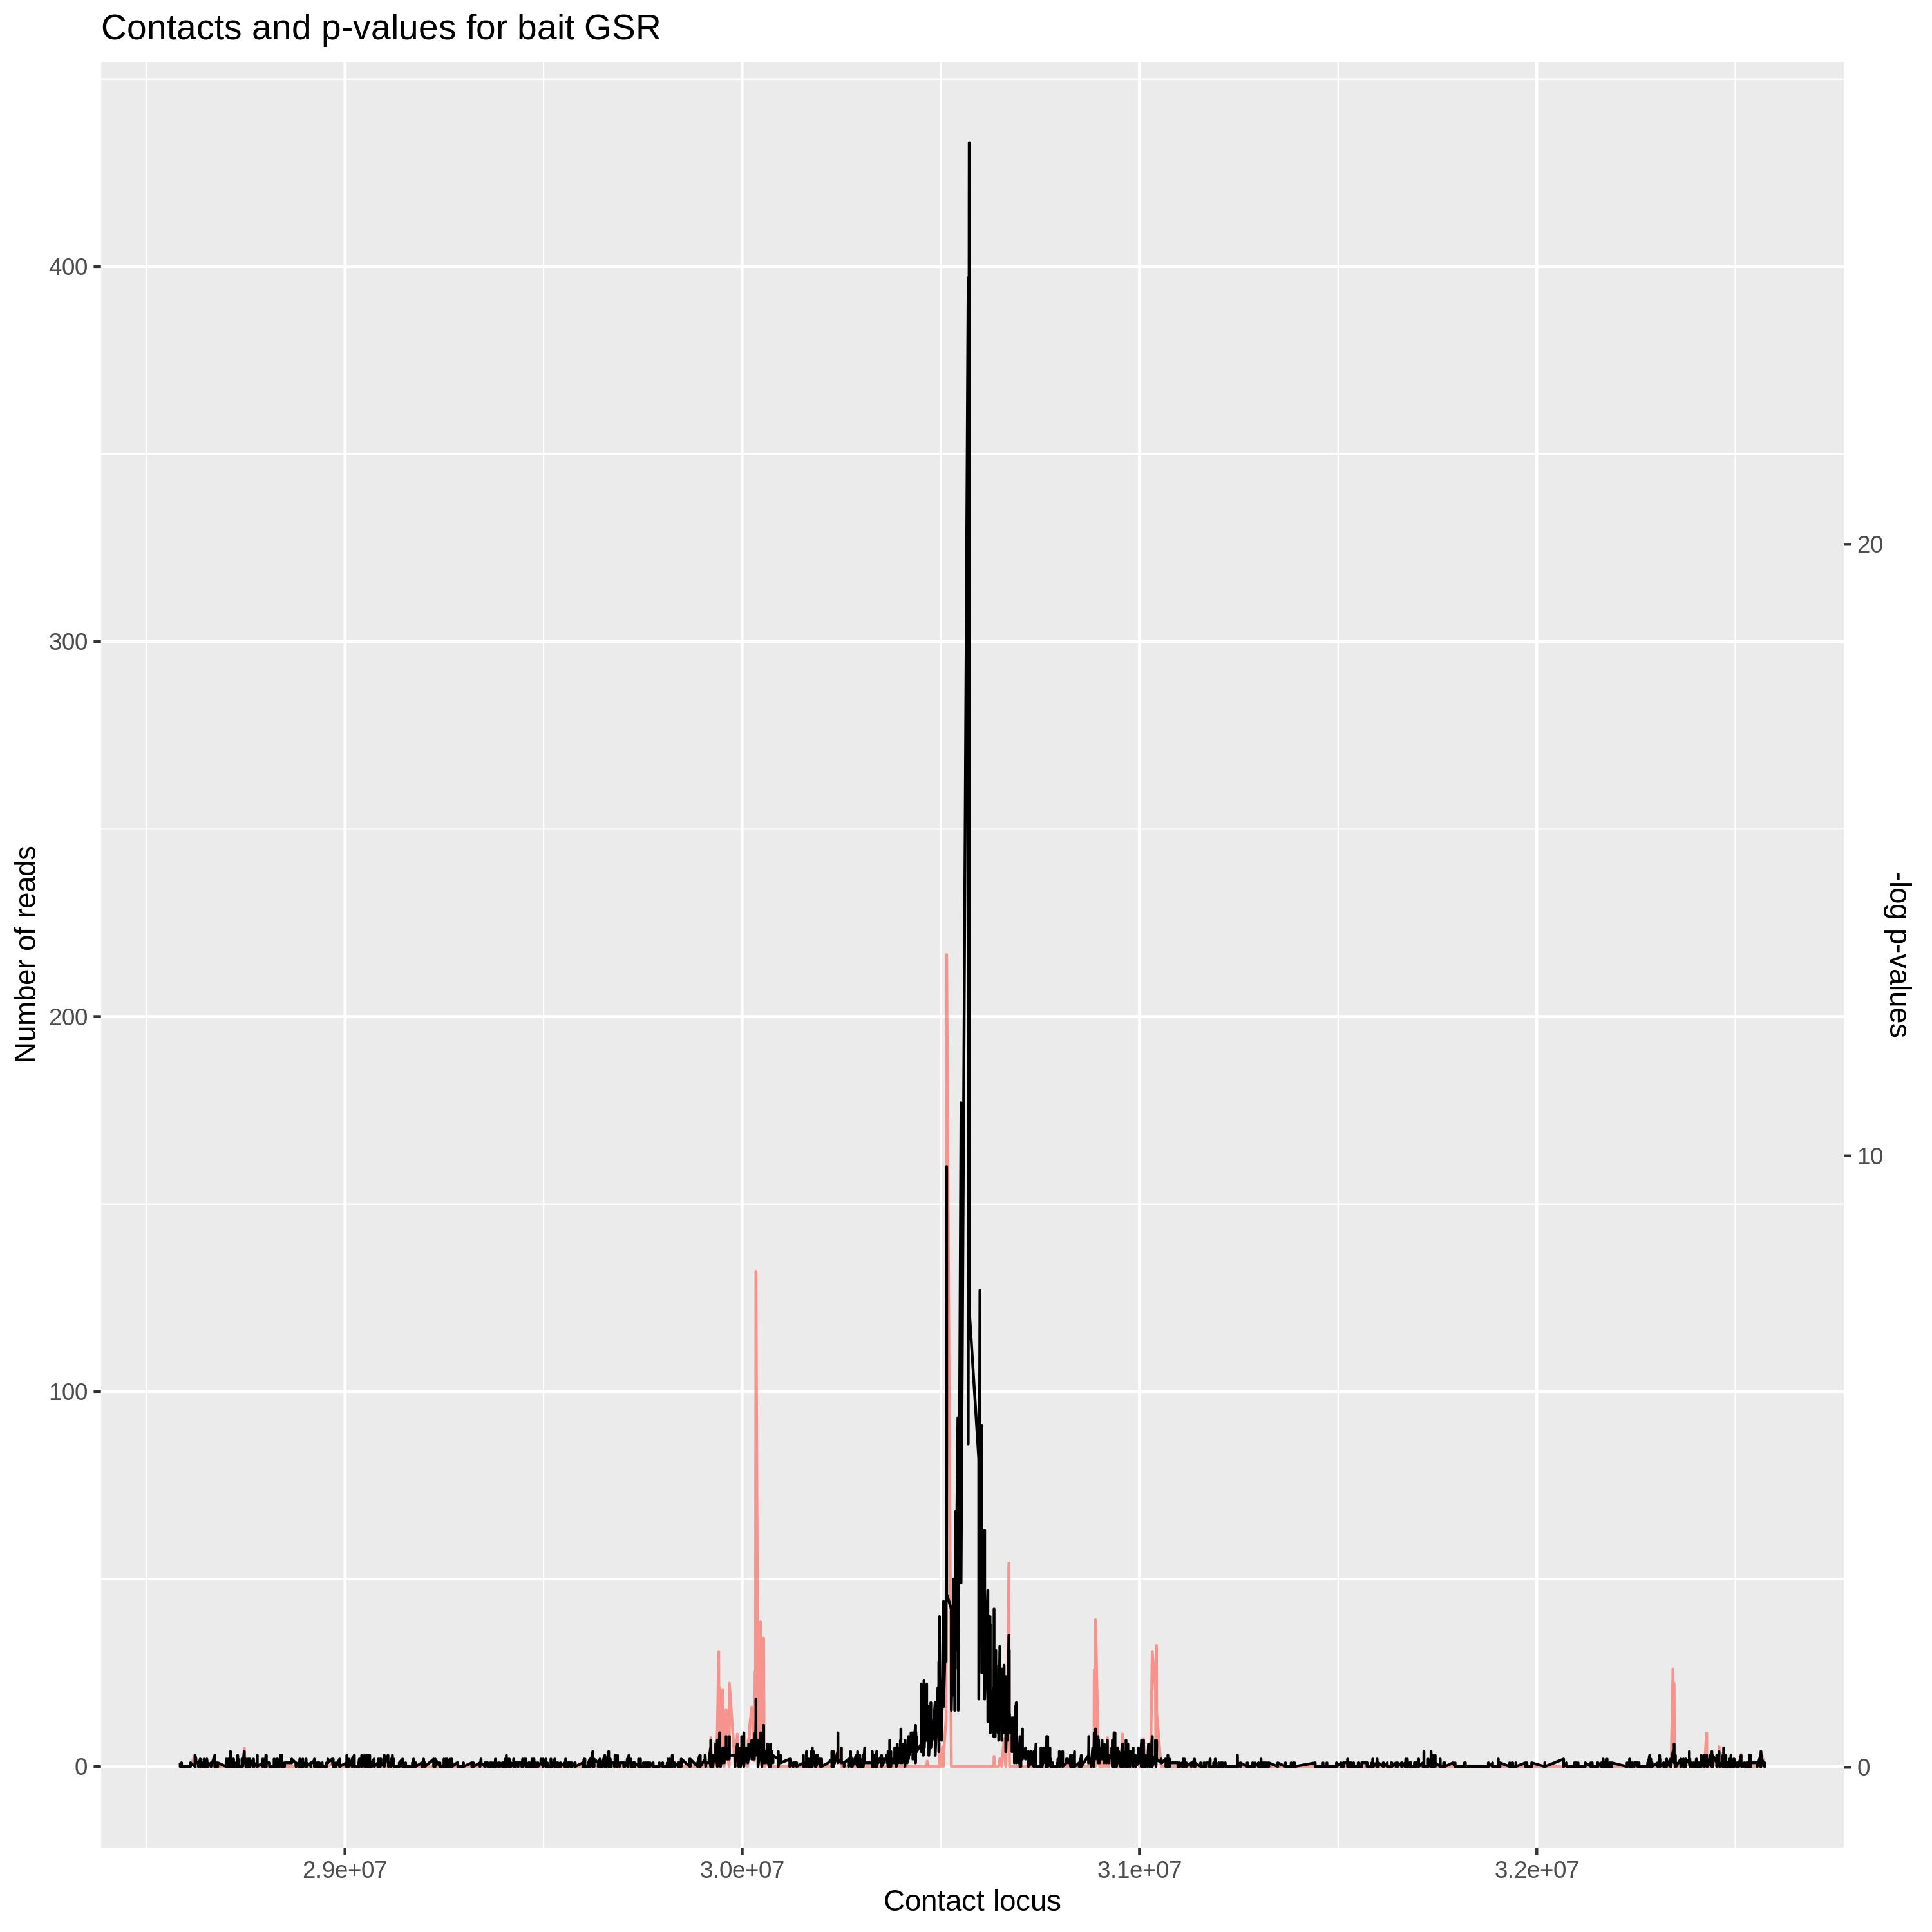 Contacts and p-values for bait GSR
400
300
200
100
0
Number of reads
20
10
0
-log p-values
2.9e+07 3.0e+07 3.1e+07 3.2e+07
Contact locus